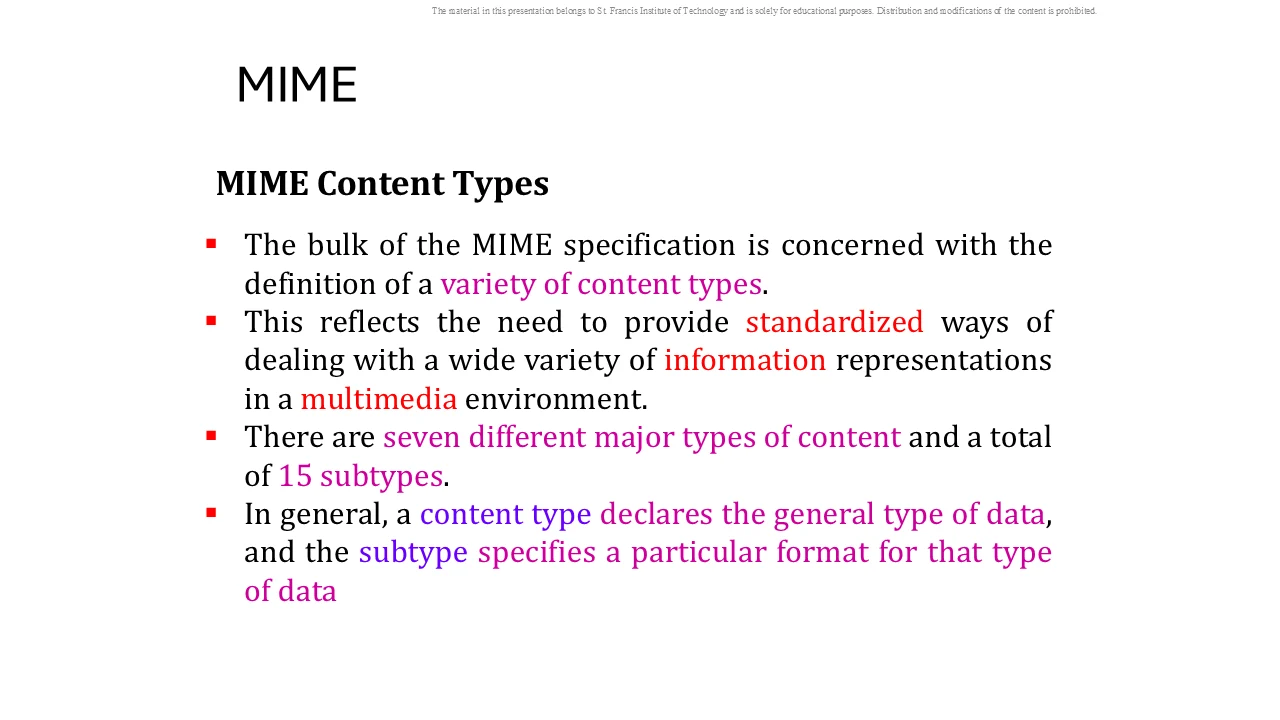 The material in this presentation belongs to St. Francis Institute of Technology and is solely for educational purposes. Distribution and modifications of the content is prohibited.
MIME
MIME Content Types
▪ The bulk of the MIME specification is concerned with the
definition of a variety of content types.
▪ This reflects the need to provide standardized ways of
dealing with a wide variety of information representations
in a multimedia environment.
▪ There are seven different major types of content and a total
of 15 subtypes.
▪ In general, a content type declares the general type of data,
and the subtype specifies a particular format for that type
of data